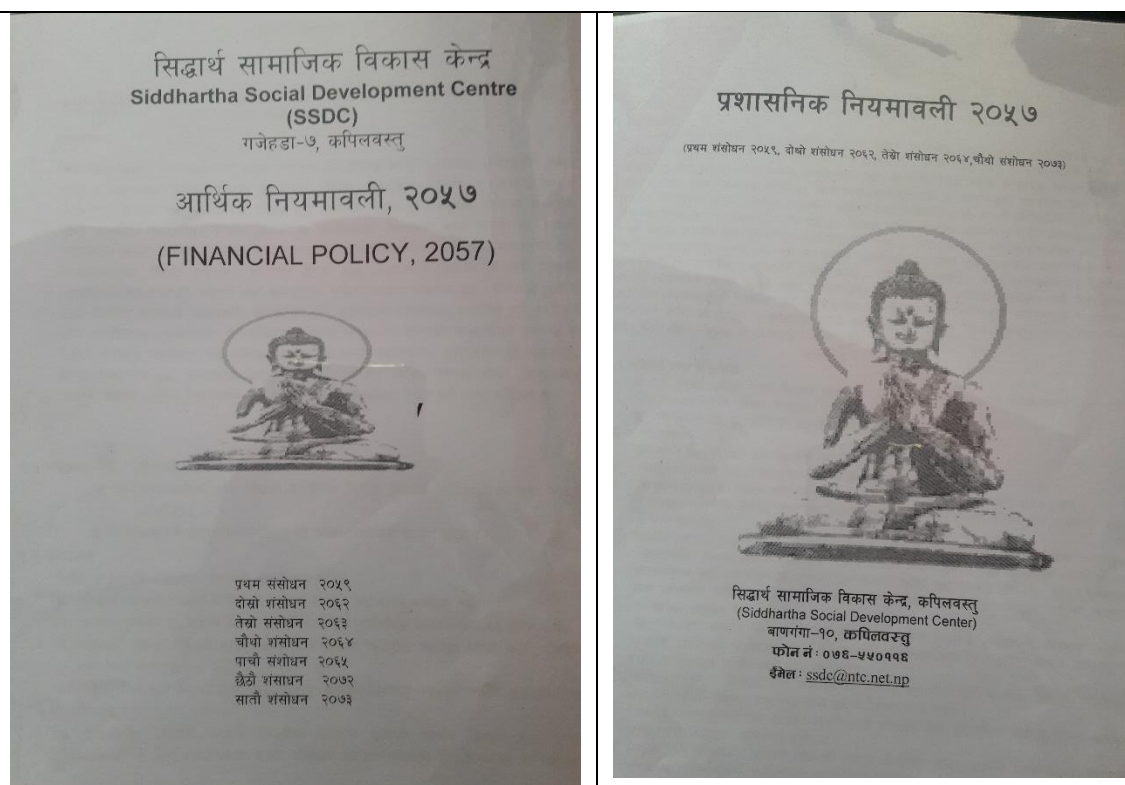 सिद्धार्थ सामाजिक विकास केन्द्र
Siddhartha Social Development Centre
(SSDC)
गजेहडा-७, कपिलवस्तु
आर्थिक नियमावली, २०५७
(FINANCIAL POLICY, 2057)
प्रथम संसोधन २०५९
दोस्रो शंसोधन २०६२
तेस्रो संसोधन २०६३
चौथो शंसोधन २०६४
पाचौ संशोधन २०६५
छैठौ शंसाधन २०७२
सातौ शंसोधन २०७३
प्रशासनिक नियमावली २०५७
(प्रथम शंसोधन २०५९, दोश्रो शंसोधन २०६२, तेस्रो शंसोधन २०६४,चौथो संशोधन २०७३)
सिद्धार्थ सामाजिक विकास केन्द्र, कपिलवस्तु
(Siddhartha Social Development Center)
बाणगंगा-१०, कपिलवस्तु
फोन नं : ०७६-५५०११६
ईमेल : ssdc@ntc.net.np